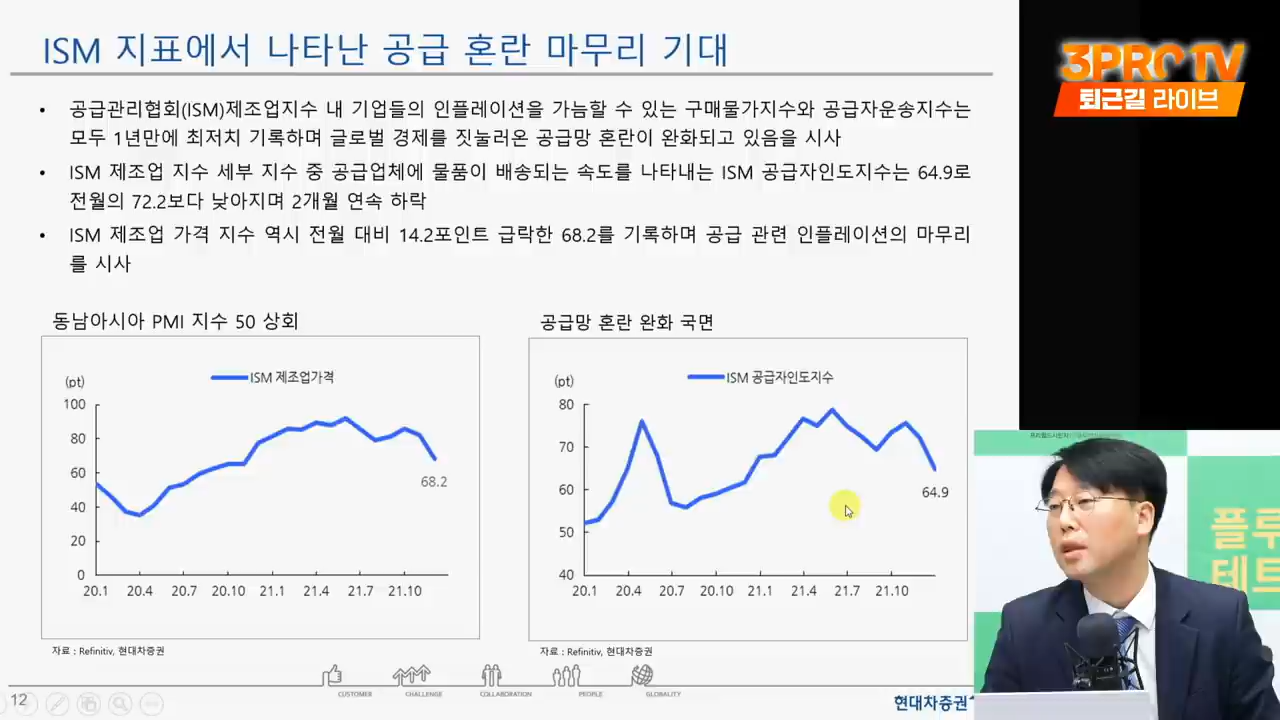 ISM 지표에서 나타난 공급 혼란 마무리 기대
3PRO TV
퇴근길 라이브
• 공급관리협회(ISM)제조업지수 내 기업들의 인플레이션을 가늠할 수 있는 구매물가지수와 공급자운송지수는
모두 1년만에 최저치 기록하며 글로벌 경제를 짓눌러온 공급망 혼란이 완화되고 있음을 시사
• ISM 제조업 지수 세부 지수 중 공급업체에 물품이 배송되는 속도를 나타내는 ISM 공급자인도지수는 64.9로
전월의 72.2보다 낮아지며 2개월 연속 하락
• ISM 제조업 가격 지수 역시 전월 대비 14.2포인트 급락한 68.2를 기록하며 공급 관련 인플레이션의 마무리
를 시사
동남아시아 PMI 지수 50 상회
(pt)
ISM 제조업가격
100
80
60
40
20
0
68.2
20.1 20.4 20.7 20.10 21.1 21.4 21.7 21.10
자료 : Refinitiv, 현대차증권
공급망 혼란 완화 국면
(pt)
ISM 공급자인도지수
80
70
60
50
40
64.9
20.1 20.4 20.7 20.10 21.1 21.4 21.7 21.10
자료 : Refinitiv, 현대차증권
플루
테트
12
CUSTOMER CHALLENGE COLLABORATION PEOPLE GLOBALITY
현대차증권